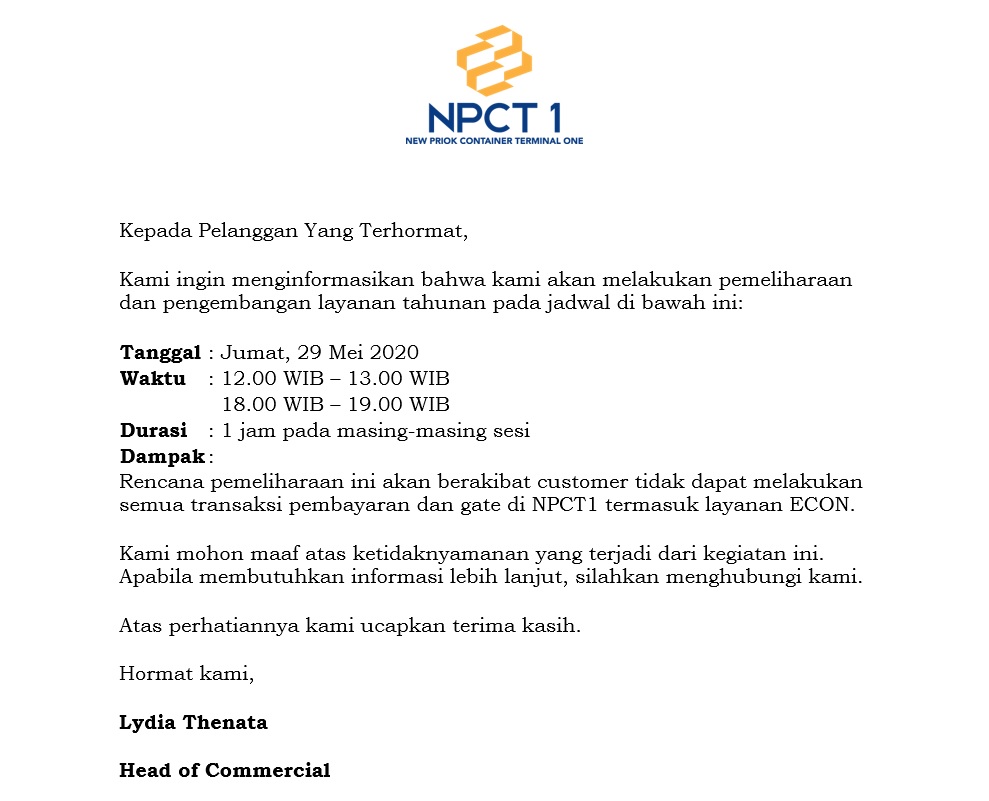 NPCT 1
NEW PRIOK CONTAINER TERMINAL ONE
Kepada Pelanggan Yang Terhormat,
Kami ingin menginformasikan bahwa kami akan melakukan pemeliharaan
dan pengembangan layanan tahunan pada jadwal di bawah ini:
Tanggal : Jumat, 29 Mei 2020
Waktu : 12.00 WIB – 13.00 WIB
18.00 WIB – 19.00 WIB
Durasi : 1 jam pada masing-masing sesi
Dampak :
Rencana pemeliharaan ini akan berakibat customer tidak dapat melakukan
semua transaksi pembayaran dan gate di NPCT1 termasuk layanan ECON.
Kami mohon maaf atas ketidaknyamanan yang terjadi dari kegiatan ini.
Apabila membutuhkan informasi lebih lanjut, silahkan menghubungi kami.
Atas perhatiannya kami ucapkan terima kasih.
Hormat kami,
Lydia Thenata
Head of Commercial